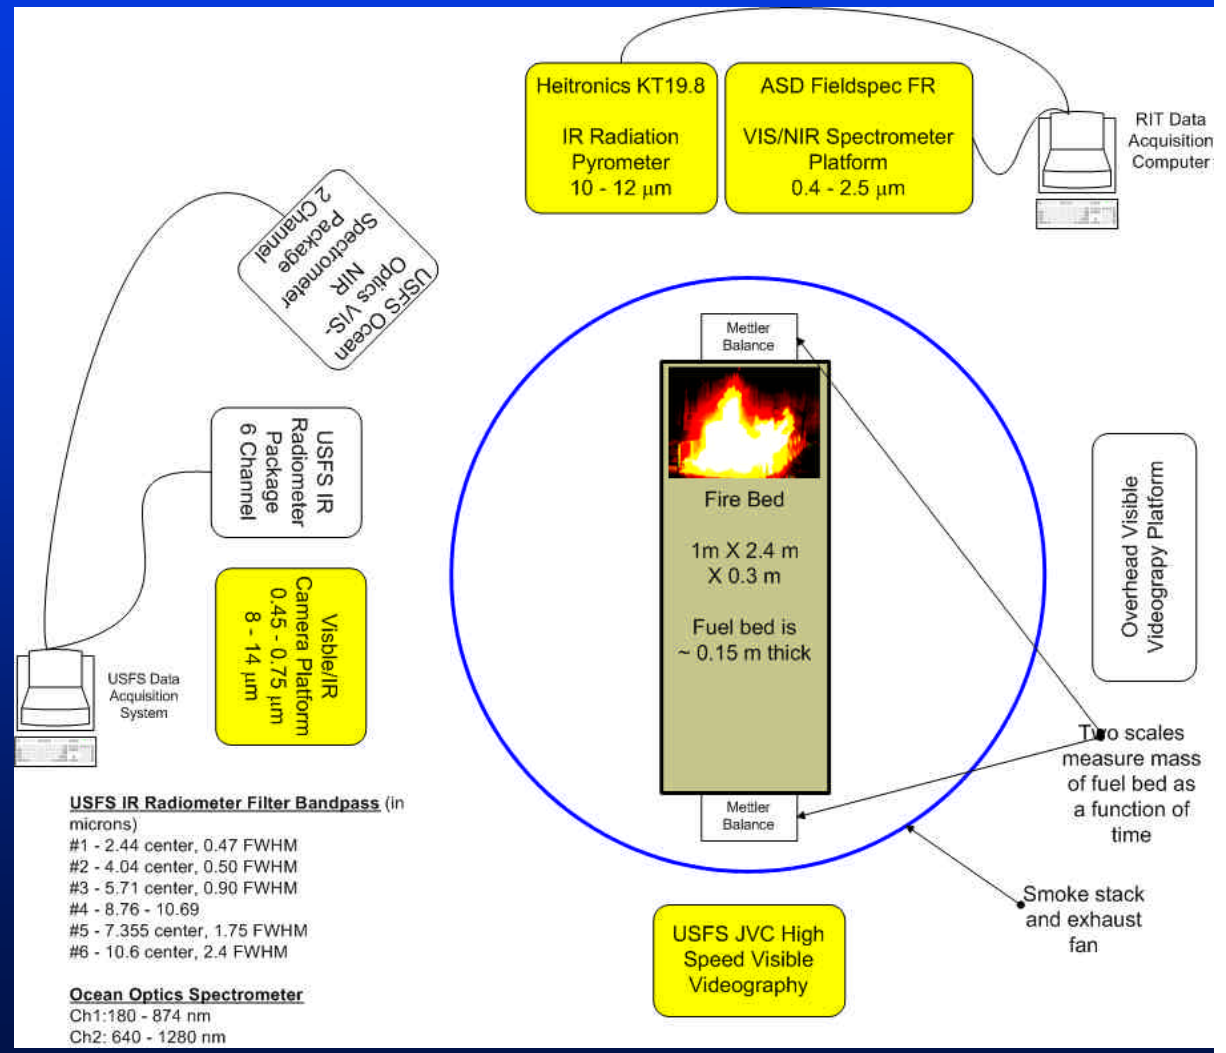 Heitronics KT19.8
IR Radiation
Pyrometer
10 - 12 μm
ASD Fieldspec FR
VIS/NIR Spectrometer
Platform
0.4 - 2.5 μm
RIT Data
Acquisition
Computer
USFS Ocean
Optics VIS-
NIR
Spectrometer
Package
2 Channel
USFS IR
Radiometer
Package
6 Channel
Visble/IR
Camera Platform
0.45 - 0.75 μm
8 - 14 μm
USFS Data
Acquisition
System
Mettler
Balance
Fire Bed
1m X 2.4 m
X 0.3 m
Fuel bed is
~ 0.15 m thick
Mettler
Balance
Overhead Visible
Videograpy Platform
Two scales
measure mass
of fuel bed as
a function of
time
Smoke stack
and exhaust
fan
USFS JVC High
Speed Visible
Videography
USFS IR Radiometer Filter Bandpass (in
microns)
#1 - 2.44 center, 0.47 FWHM
#2 - 4.04 center, 0.50 FWHM
#3 - 5.71 center, 0.90 FWHM
#4 - 8.76 - 10.69
#5 - 7.355 center, 1.75 FWHM
#6 - 10.6 center, 2.4 FWHM
Ocean Optics Spectrometer
Ch1:180 - 874 nm
Ch2: 640 - 1280 nm